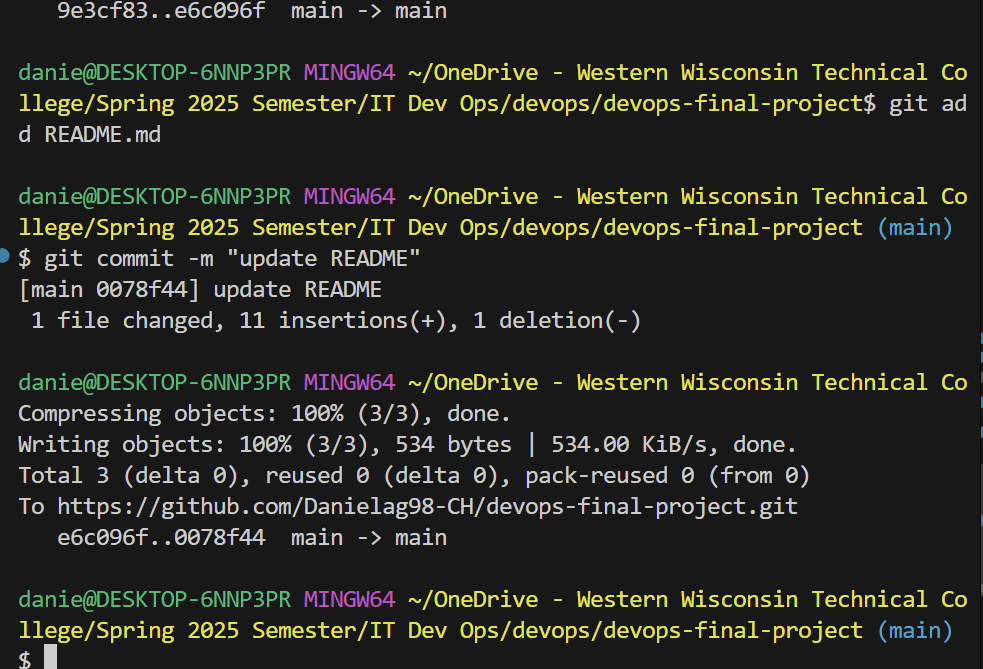 9e3cf83..e6c096f  main -> main
danie@DESKTOP-6NNP3PR MINGW64 ~/OneDrive - Western Wisconsin Technical Co
llege/Spring 2025 Semester/IT Dev Ops/devops/devops-final-project$ git ad
d README.md
danie@DESKTOP-6NNP3PR MINGW64 ~/OneDrive - Western Wisconsin Technical Co
llege/Spring 2025 Semester/IT Dev Ops/devops/devops-final-project (main)
$ git commit -m "update README"
[main 0078f44] update README
 1 file changed, 11 insertions(+), 1 deletion(-)
danie@DESKTOP-6NNP3PR MINGW64 ~/OneDrive - Western Wisconsin Technical Co
Compressing objects: 100% (3/3), done.
Writing objects: 100% (3/3), 534 bytes | 534.00 KiB/s, done.
Total 3 (delta 0), reused 0 (delta 0), pack-reused 0 (from 0)
To https://github.com/Danielag98-CH/devops-final-project.git
   e6c096f..0078f44  main -> main
danie@DESKTOP-6NNP3PR MINGW64 ~/OneDrive - Western Wisconsin Technical Co
llege/Spring 2025 Semester/IT Dev Ops/devops/devops-final-project (main)
$